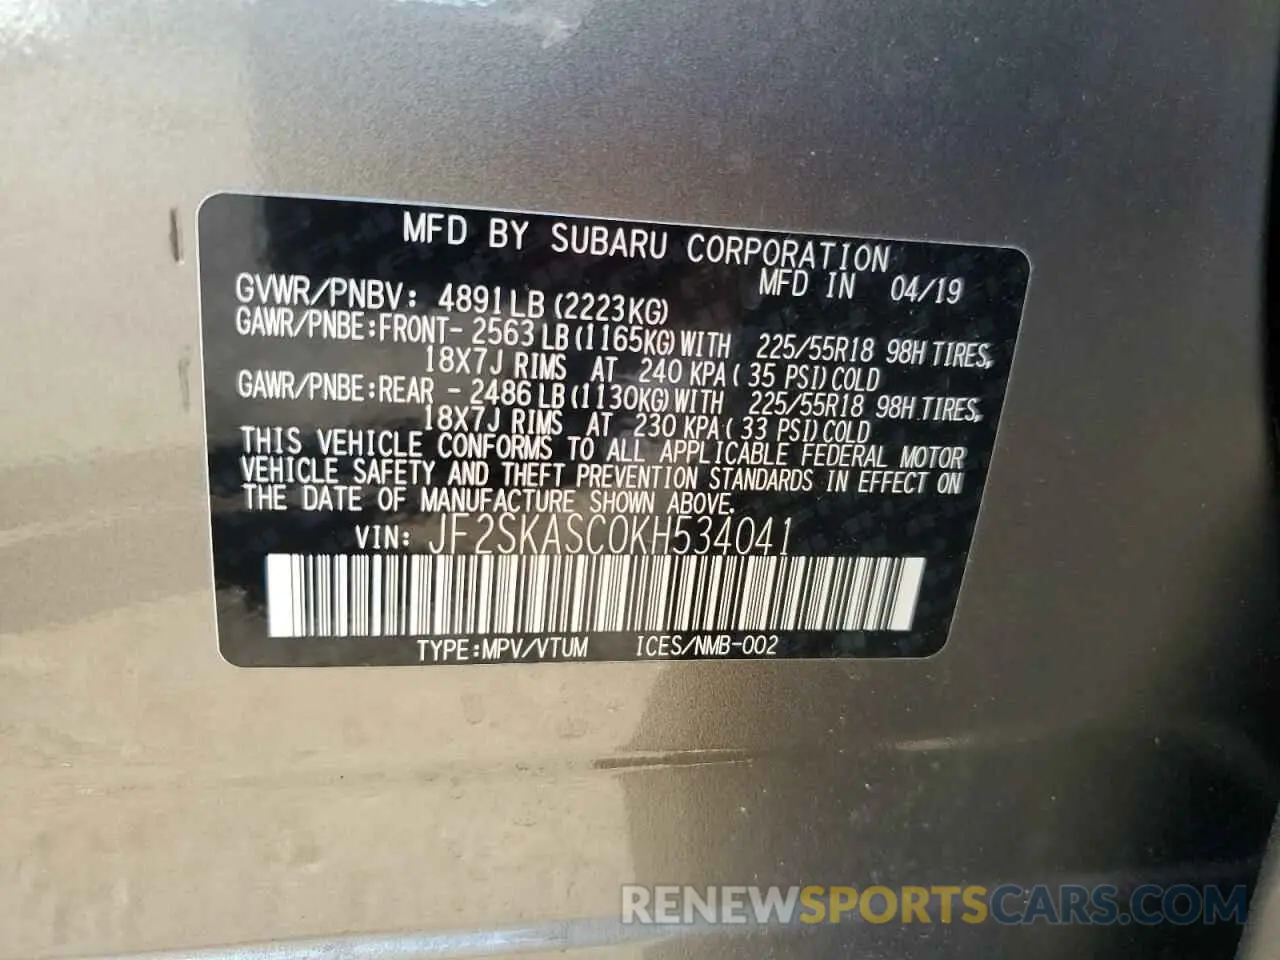 MFD BY SUBARU CORPORATION
MFD IN 04/19
GVWR/PNBV: 4891LB (2223KG)
GAWR/PNBE:FRONT- 2563 LB (1165KG) WITH 225/55R18 98H TIRES,
18X7J RIMS AT 240 KPA ( 35 PSI) COLD
GAWR/PNBE:REAR - 2486 LB (1130KG) WITH 225/55R18 98H TIRES,
18X7J RIMS AT 230 KPA ( 33 PSI) COLD
THIS VEHICLE CONFORMS TO ALL APPLICABLE FEDERAL MOTOR
VEHICLE SAFETY AND THEFT PREVENTION STANDARDS IN EFFECT ON
THE DATE OF MANUFACTURE SHOWN ABOVE.
VIN: JF2SKASC0KH534041
TYPE:MPV/VTUM ICES/NMB-002
RENEWSPORTSCARS.COM